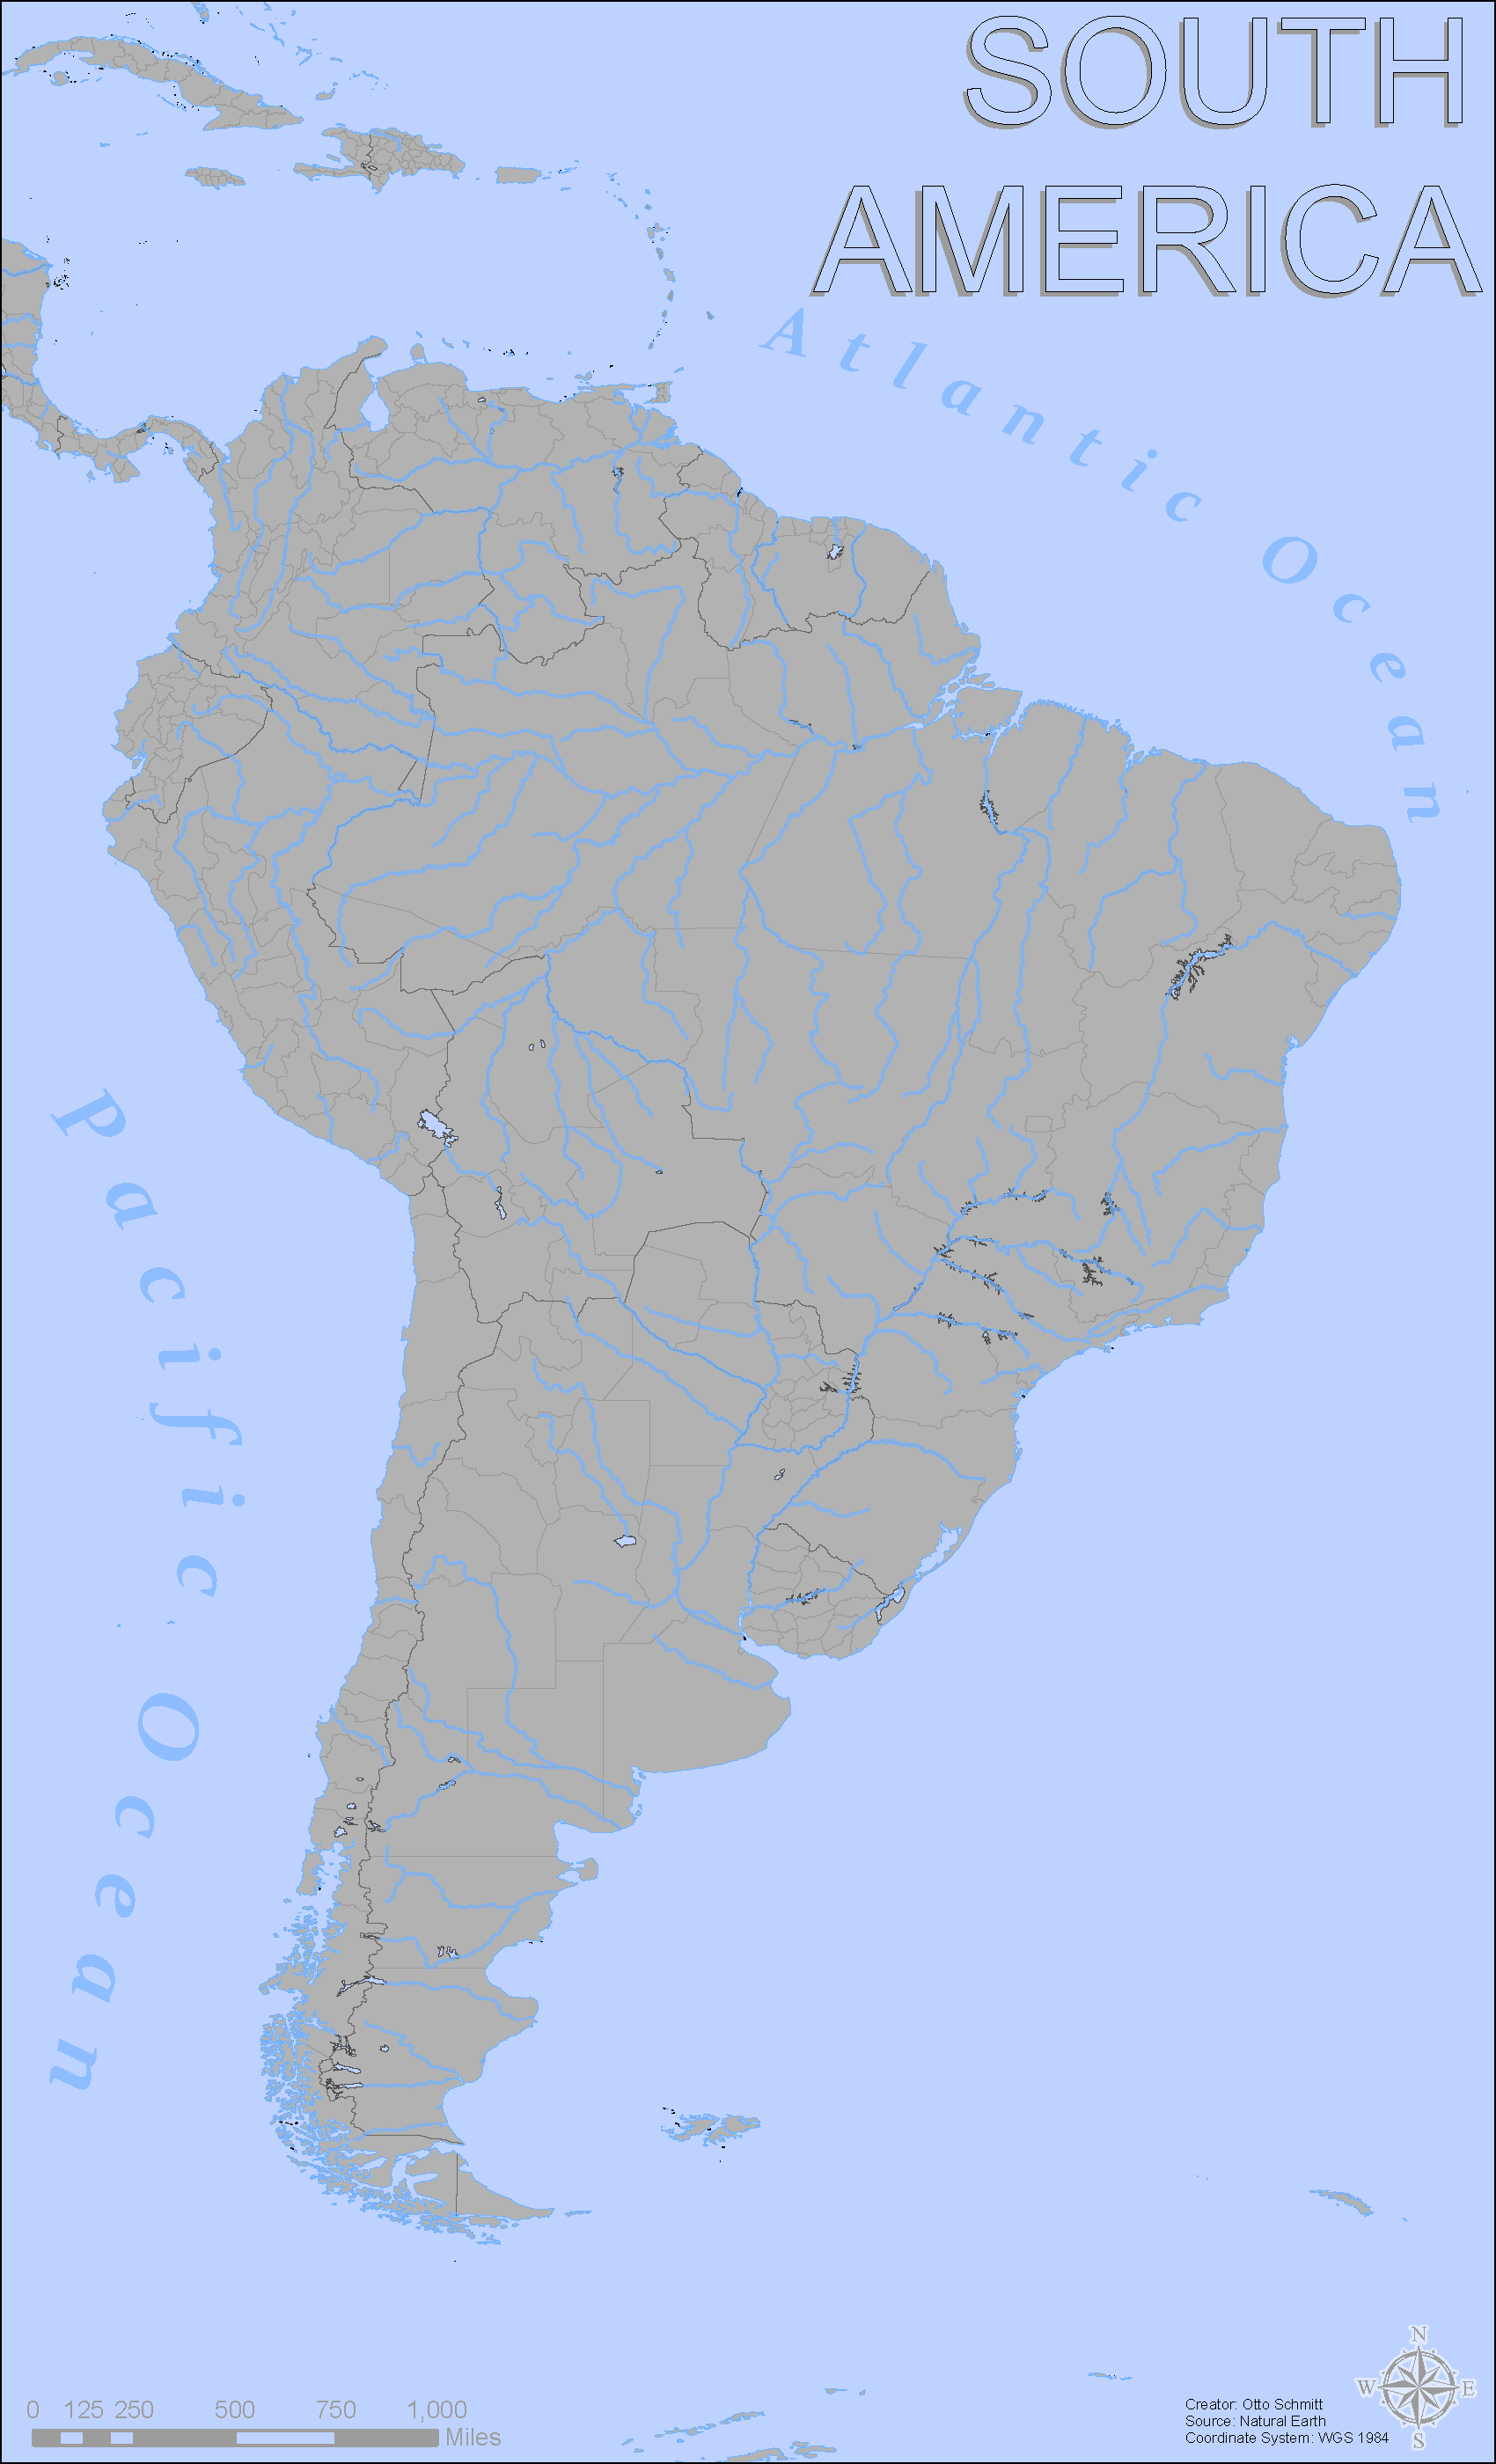 SOUTH
AMERICA
Atlantic Ocean
Pacific Ocean
0 125 250 500 750 1,000
Miles
Creator: Otto Schmitt
Source: Natural Earth
Coordinate System: WGS 1984
N
W E
S